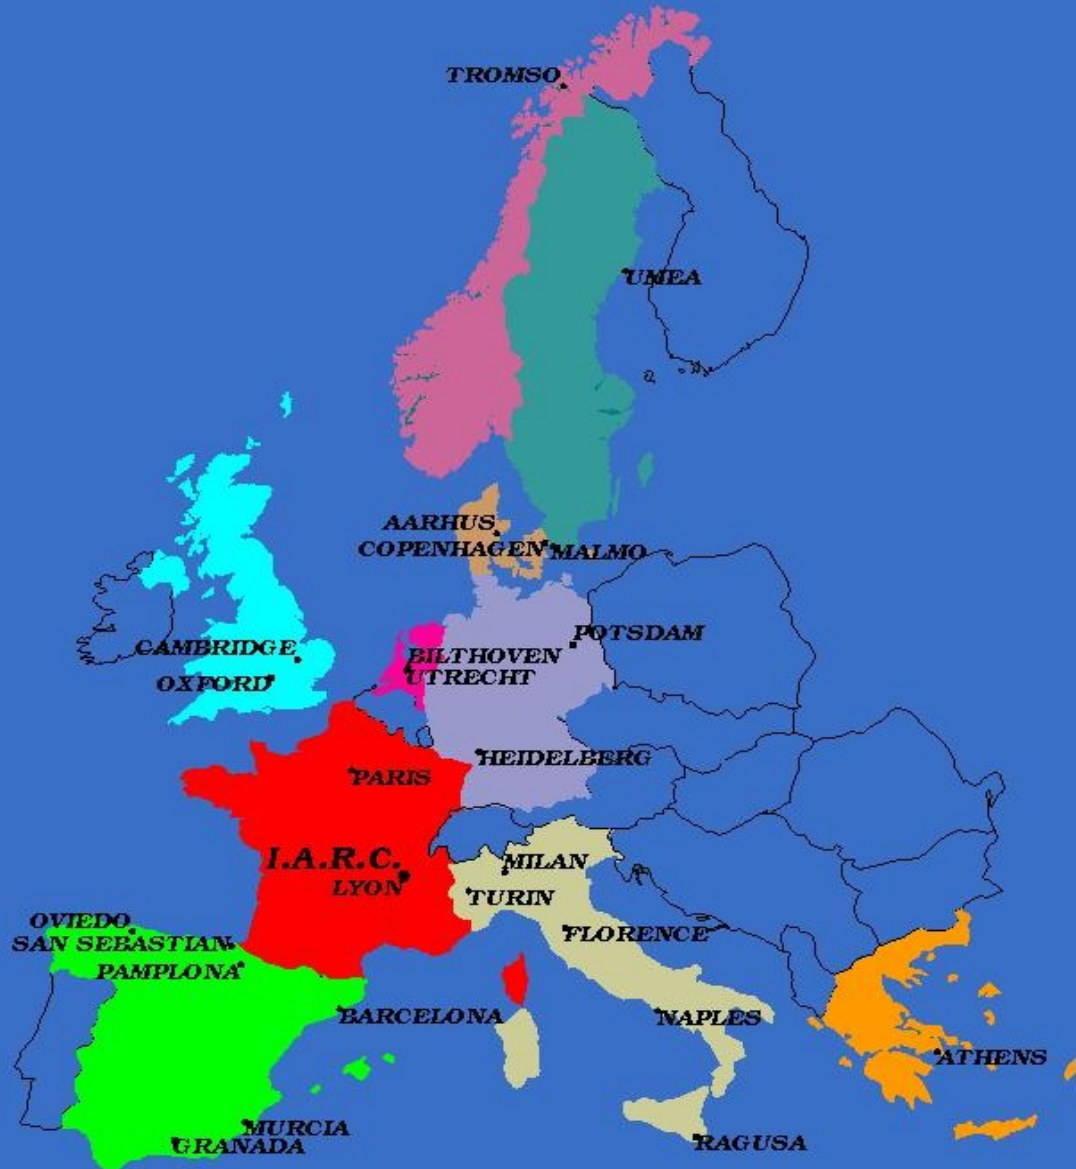 TROMSO
UMEA
AARHUS
COPENHAGEN
MALMO
CAMBRIDGE
OXFORD
POTSDAM
BILTHOVEN
UTRECHT
HEIDELBERG
PARIS
I.A.R.C.
LYON
MILAN
TURIN
OVIEDO
SAN SEBASTIAN
PAMPLONA
FLORENCE
BARCELONA
NAPLES
ATHENS
MURCIA
GRANADA
RAGUSA